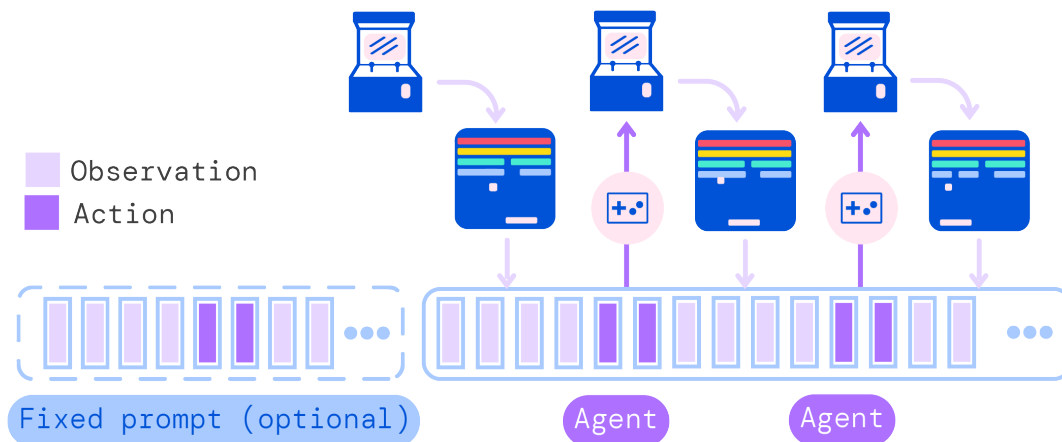 Observation
Action
Fixed prompt (optional)
Agent
Agent